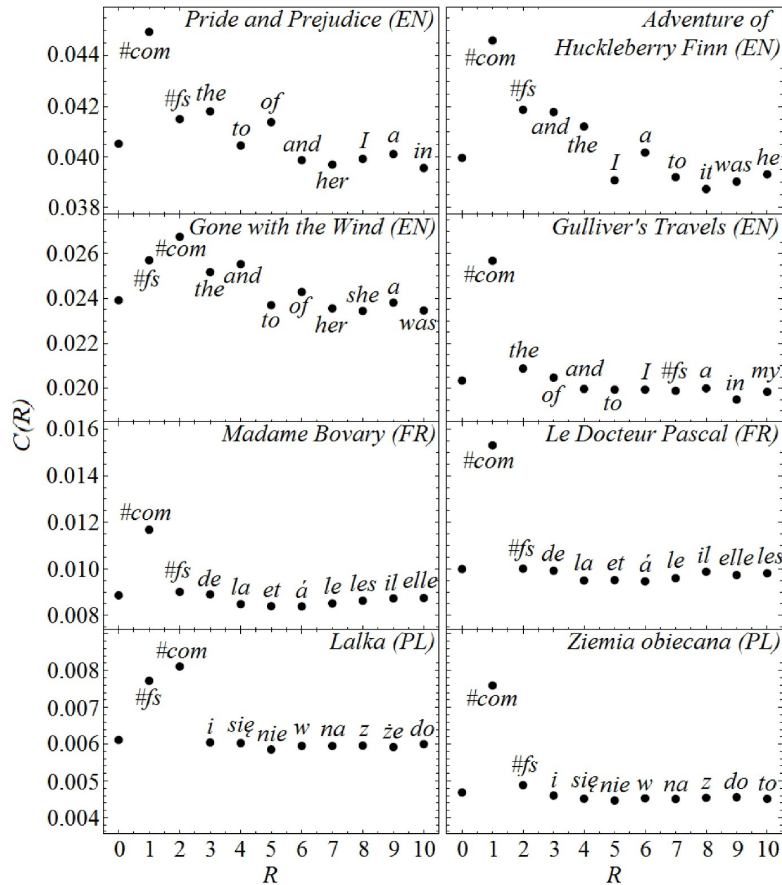 Pride and Prejudice (EN)
#com
#fs the
to
of
and
her
I
a
in
0.044
0.042
0.040
0.038
Adventure of
Huckleberry Finn (EN)
#com
#fs
and
the
I
a
to
it
was
he
Gone with the Wind (EN)
#com
#fs
the
and
to
of
her
she
a
was
0.026
0.024
0.022
0.020
Gulliver's Travels (EN)
#com
the
of
and
to
I
#fs
a
in
my
C(R)
Madame Bovary (FR)
#com
#fs
de
la
et
á
le
les
il
elle
0.016
0.014
0.012
0.010
0.008
Le Docteur Pascal (FR)
#com
#fs
de
la
et
á
le
il
elle
les
Lalka (PL)
#com
#fs
i
się
nie
w
na
z
że
do
0.008
0.007
0.006
0.005
0.004
Ziemia obiecana (PL)
#com
#fs
i
się
nie
w
na
z
do
to
0 1 2 3 4 5 6 7 8 9 10
R
0 1 2 3 4 5 6 7 8 9 10
R